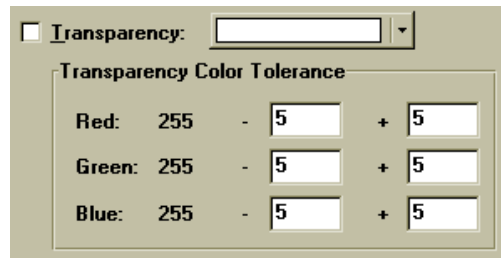 Transparency:
Transparency Color Tolerance
Red: 255 - 5 + 5
Green: 255 - 5 + 5
Blue: 255 - 5 + 5